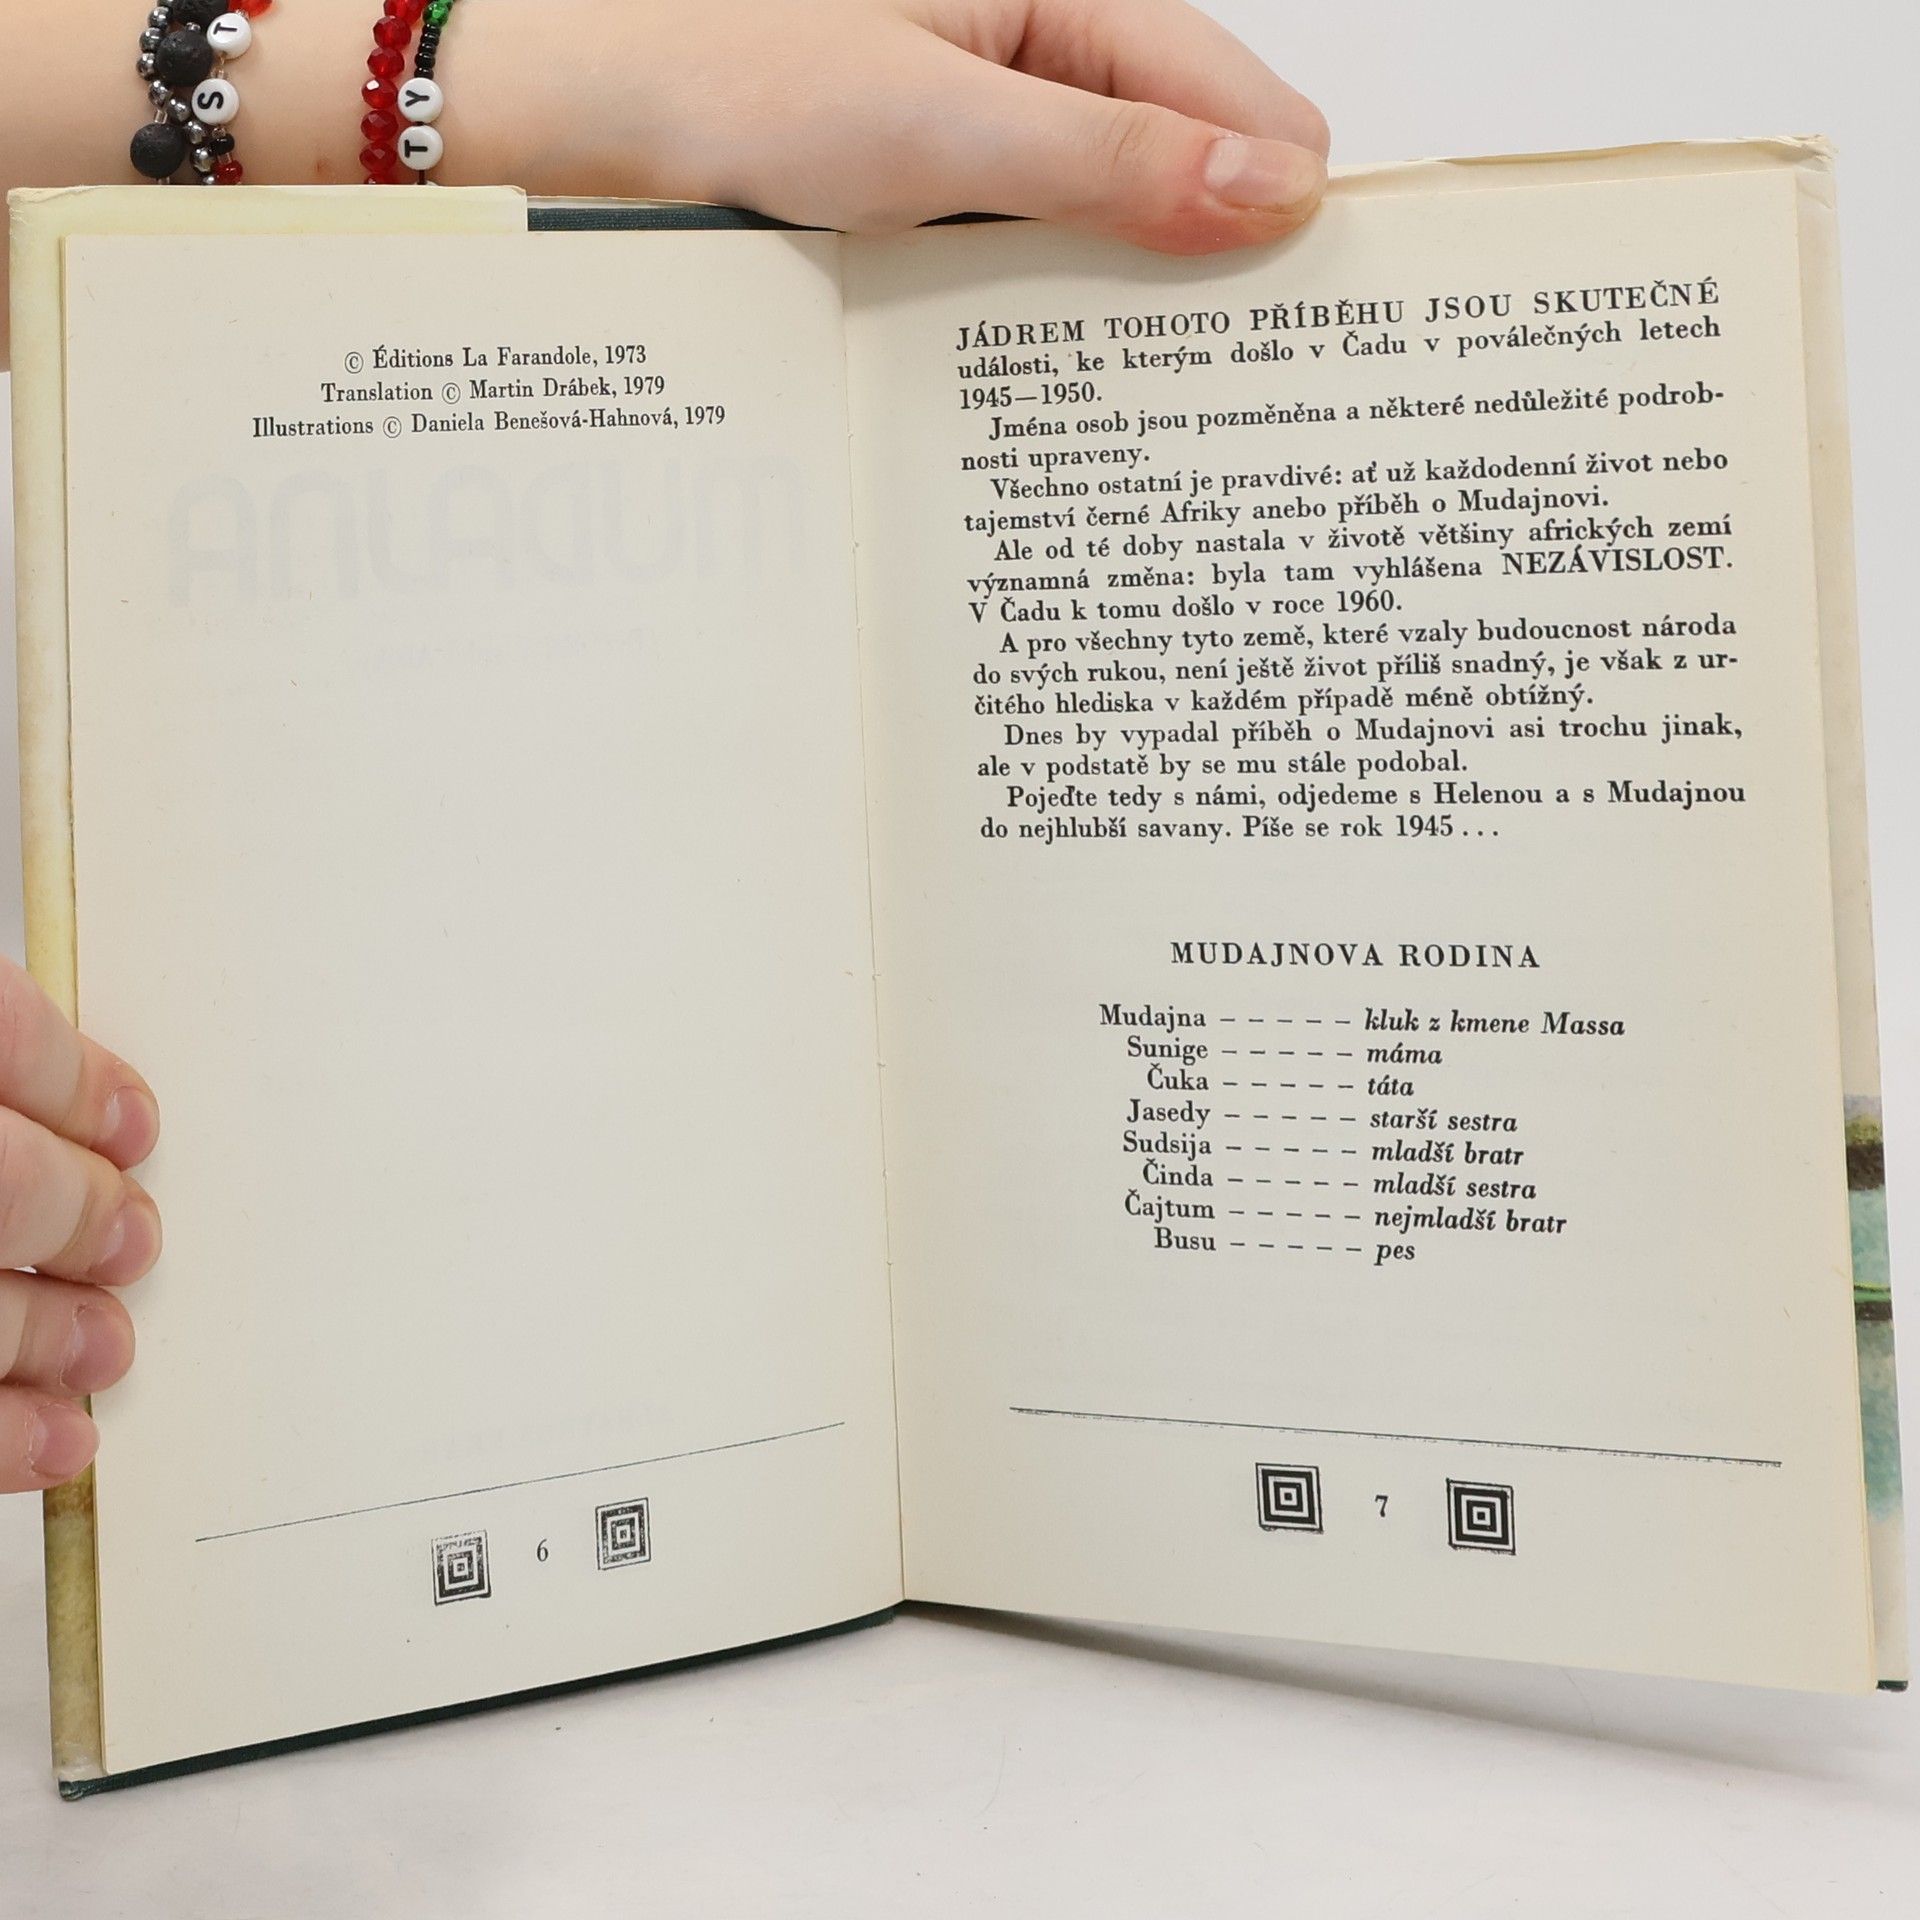 T
S
Y
T
© Éditions La Farandole, 1973
Translation © Martin Drábek, 1979
Illustrations © Daniela Benešová-Hahnová, 1979
6
JÁDREM TOHOTO PŘÍBĚHU JSOU SKUTEČNÉ
události, ke kterým došlo v Čadu v poválečných letech
1945—1950.
Jména osob jsou pozměněna a některé nedůležité podrob-
nosti upraveny.
Všechno ostatní je pravdivé: ať už každodenní život nebo
tajemství černé Afriky anebo příběh o Mudajnovi.
Ale od té doby nastala v životě většiny afrických zemí
významná změna: byla tam vyhlášena NEZÁVISLOST.
V Čadu k tomu došlo v roce 1960.
A pro všechny tyto země, které vzaly budoucnost národa
do svých rukou, není ještě život příliš snadný, je však z ur-
čitého hlediska v každém případě méně obtížný.
Dnes by vypadal příběh o Mudajnovi asi trochu jinak,
ale v podstatě by se mu stále podobal.
Pojeďte tedy s námi, odjedeme s Helenou a s Mudajnou
do nejhlubší savany. Píše se rok 1945 . . .
MUDAJNOVA RODINA
Mudajna – – – – – kluk z kmene Massa
Sunige – – – – – máma
Čuka – – – – – táta
Jasedy – – – – – starší sestra
Sudsija – – – – – mladší bratr
Činda – – – – – mladší sestra
Čajtum – – – – – nejmladší bratr
Busu – – – – – pes
7